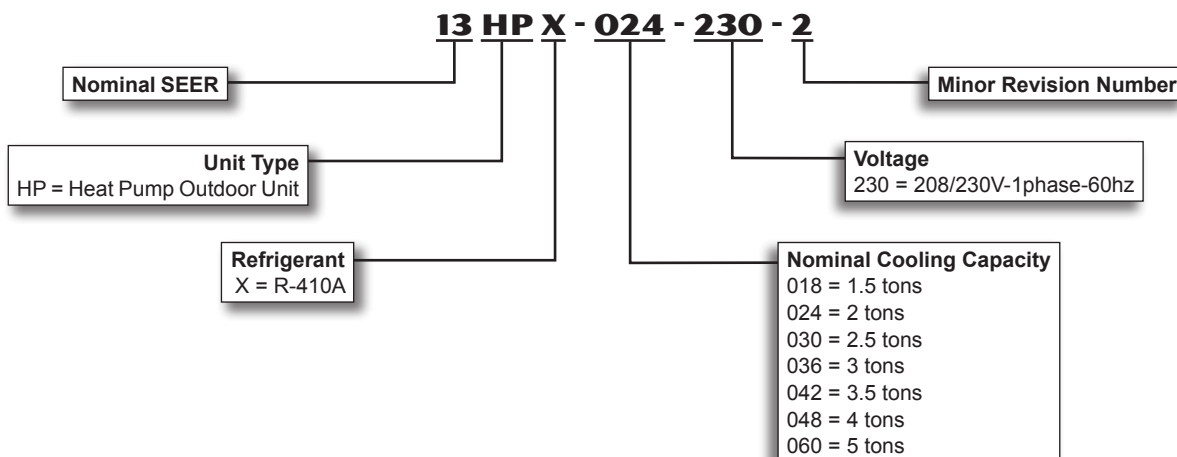 13 HP X - 024 - 230 - 2
Nominal SEER
Minor Revision Number
Unit Type
HP = Heat Pump Outdoor Unit
Voltage
230 = 208/230V-1phase-60hz
Refrigerant
X = R-410A
Nominal Cooling Capacity
018 = 1.5 tons
024 = 2 tons
030 = 2.5 tons
036 = 3 tons
042 = 3.5 tons
048 = 4 tons
060 = 5 tons